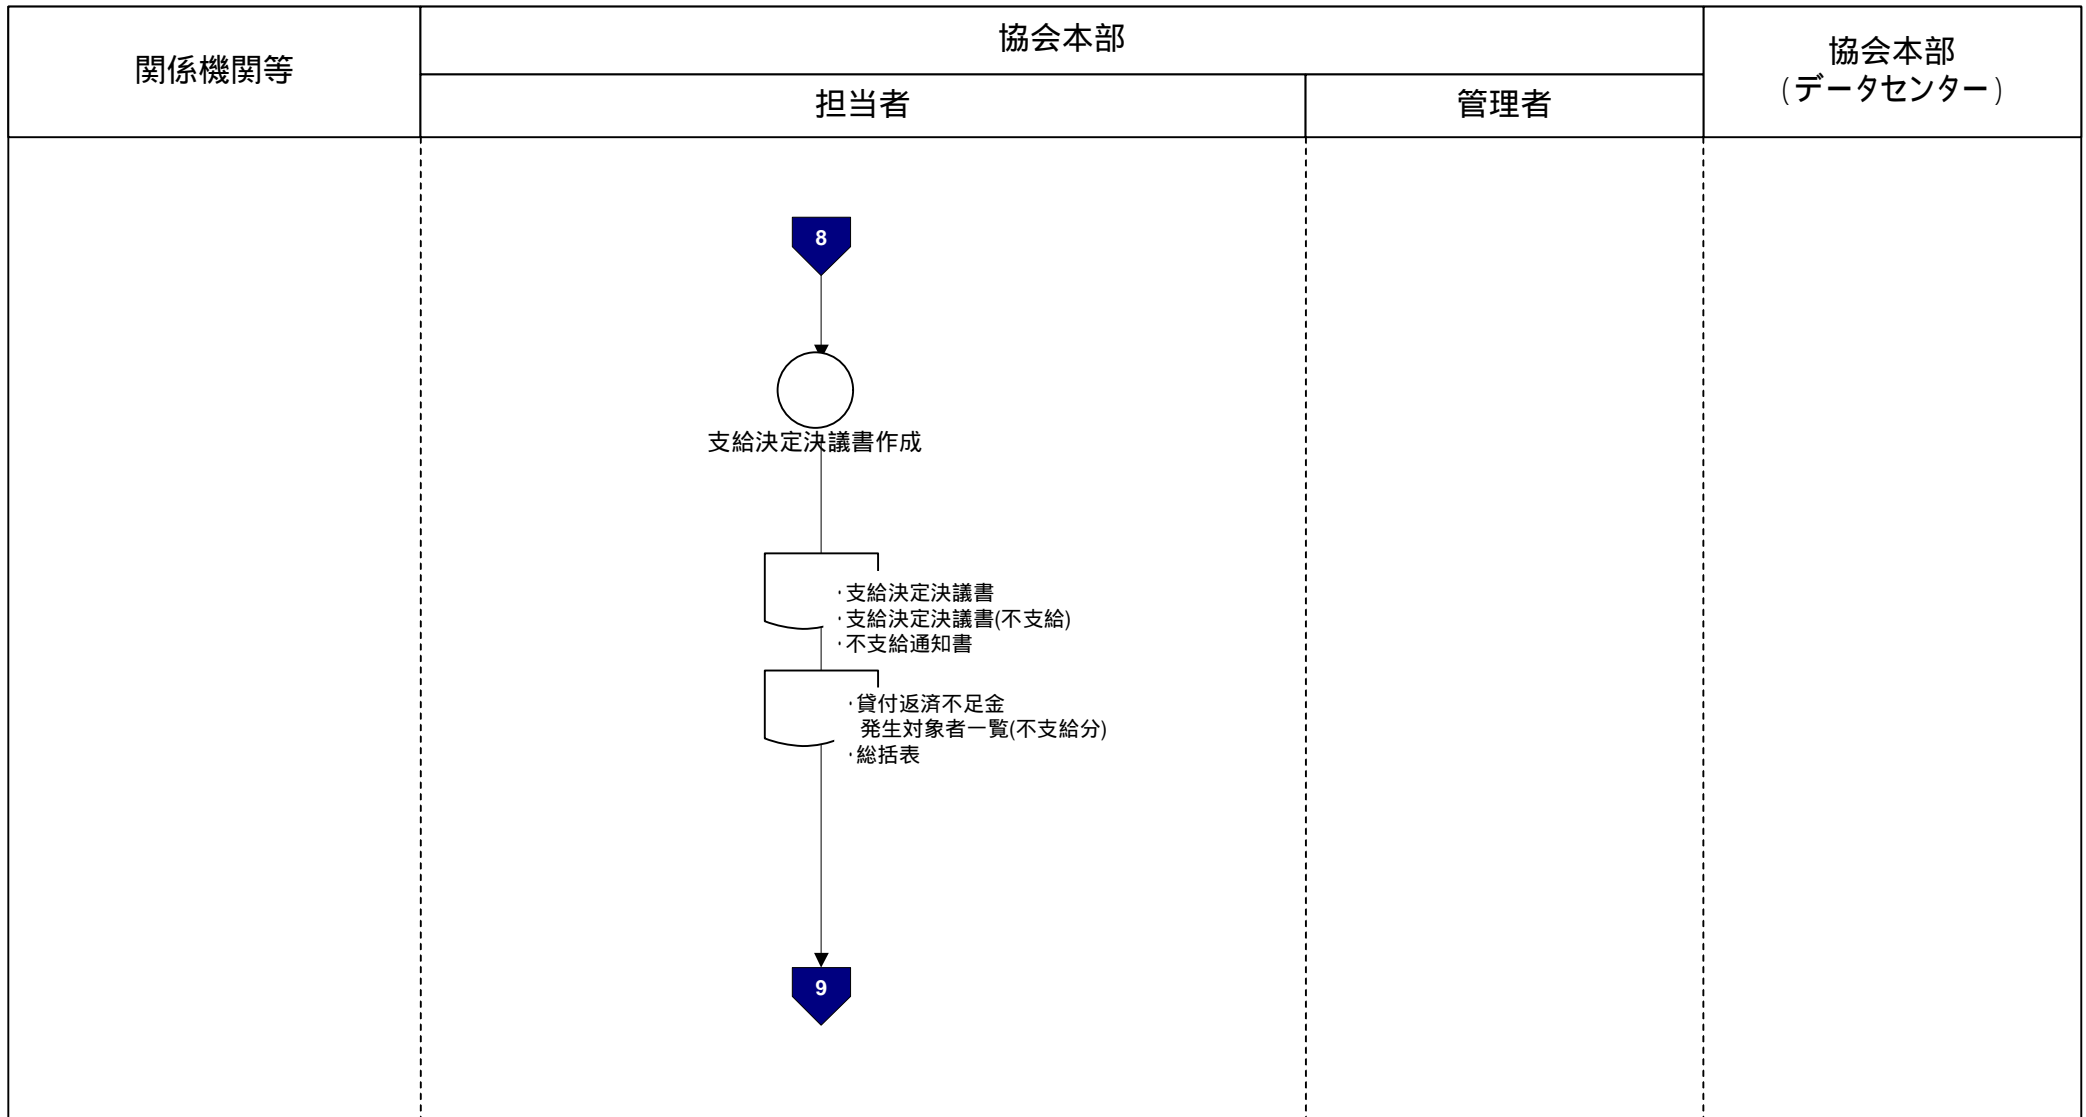 関係機関等
協会本部
担当者
管理者
協会本部
(データセンター)
8
支給決定決議書作成
・支給決定決議書
・支給決定決議書(不支給)
・不支給通知書
・貸付返済不足金
発生対象者一覧(不支給分)
・総括表
9